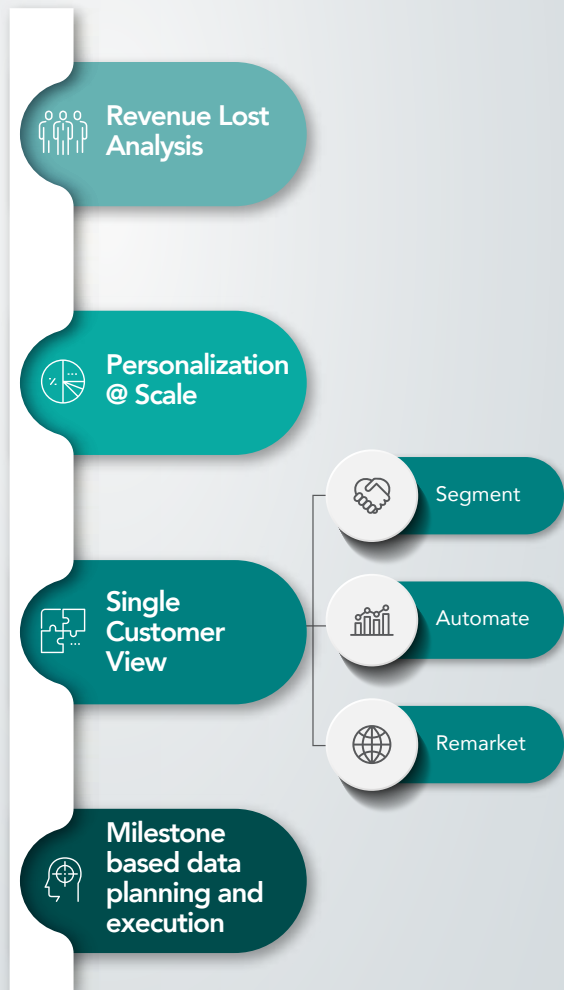 Revenue Lost
Analysis
Personalization
@ Scale
Single
Customer
View
Segment
Automate
Remarket
Milestone
based data
planning and
execution